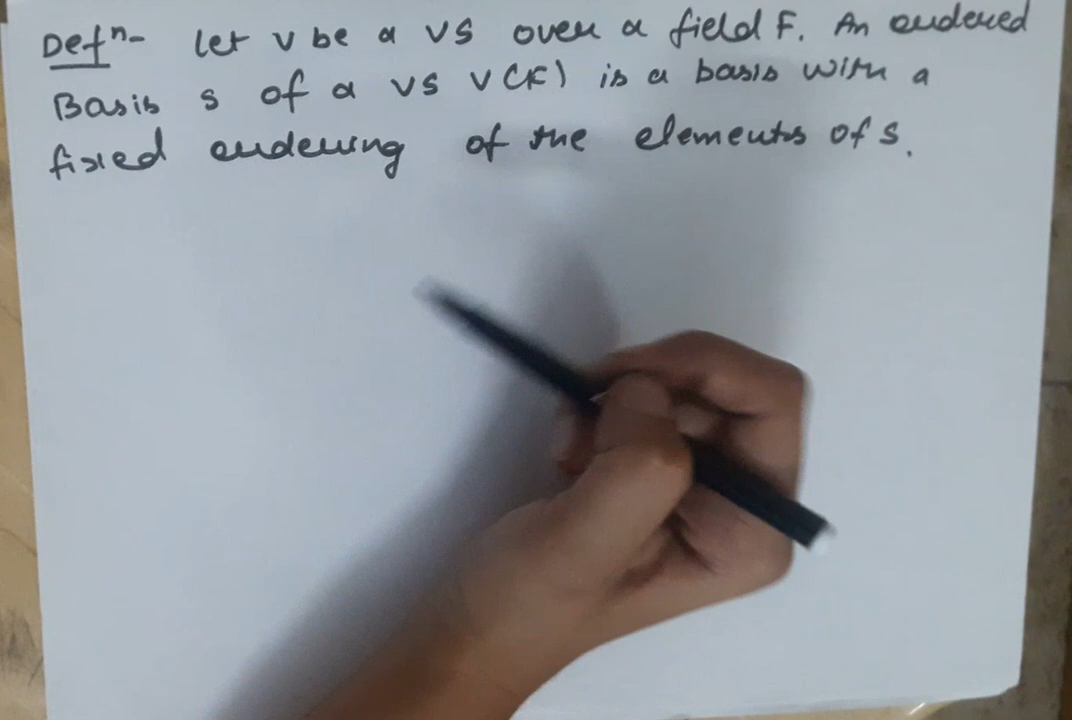 Defⁿ- let V be a VS over a field F. An ordered
Basis S of a VS V(F) is a basis with a
fixed ordering of the elements of S.